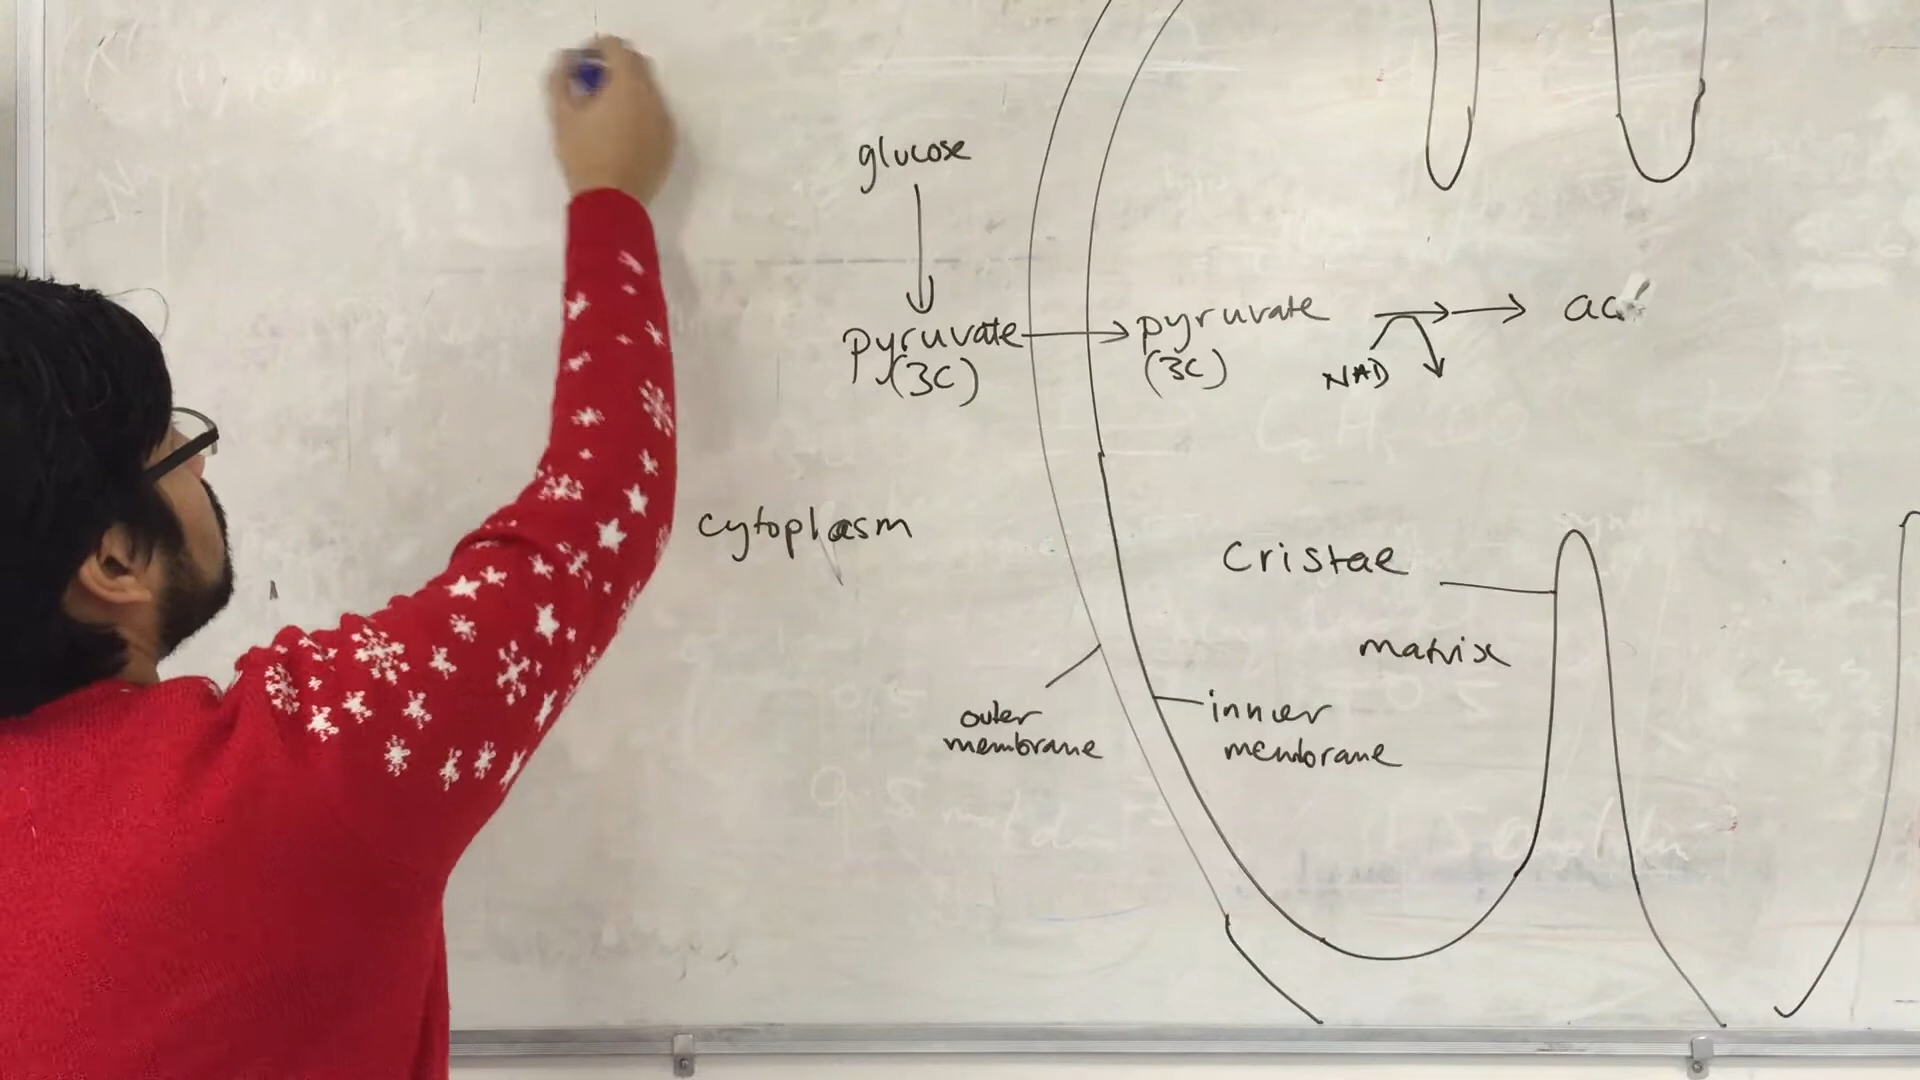 glucose
pyruvate
(3C)
pyruvate
(3C)
NAD
cytoplasm
Cristae
matrix
outer
membrane
inner
membrane